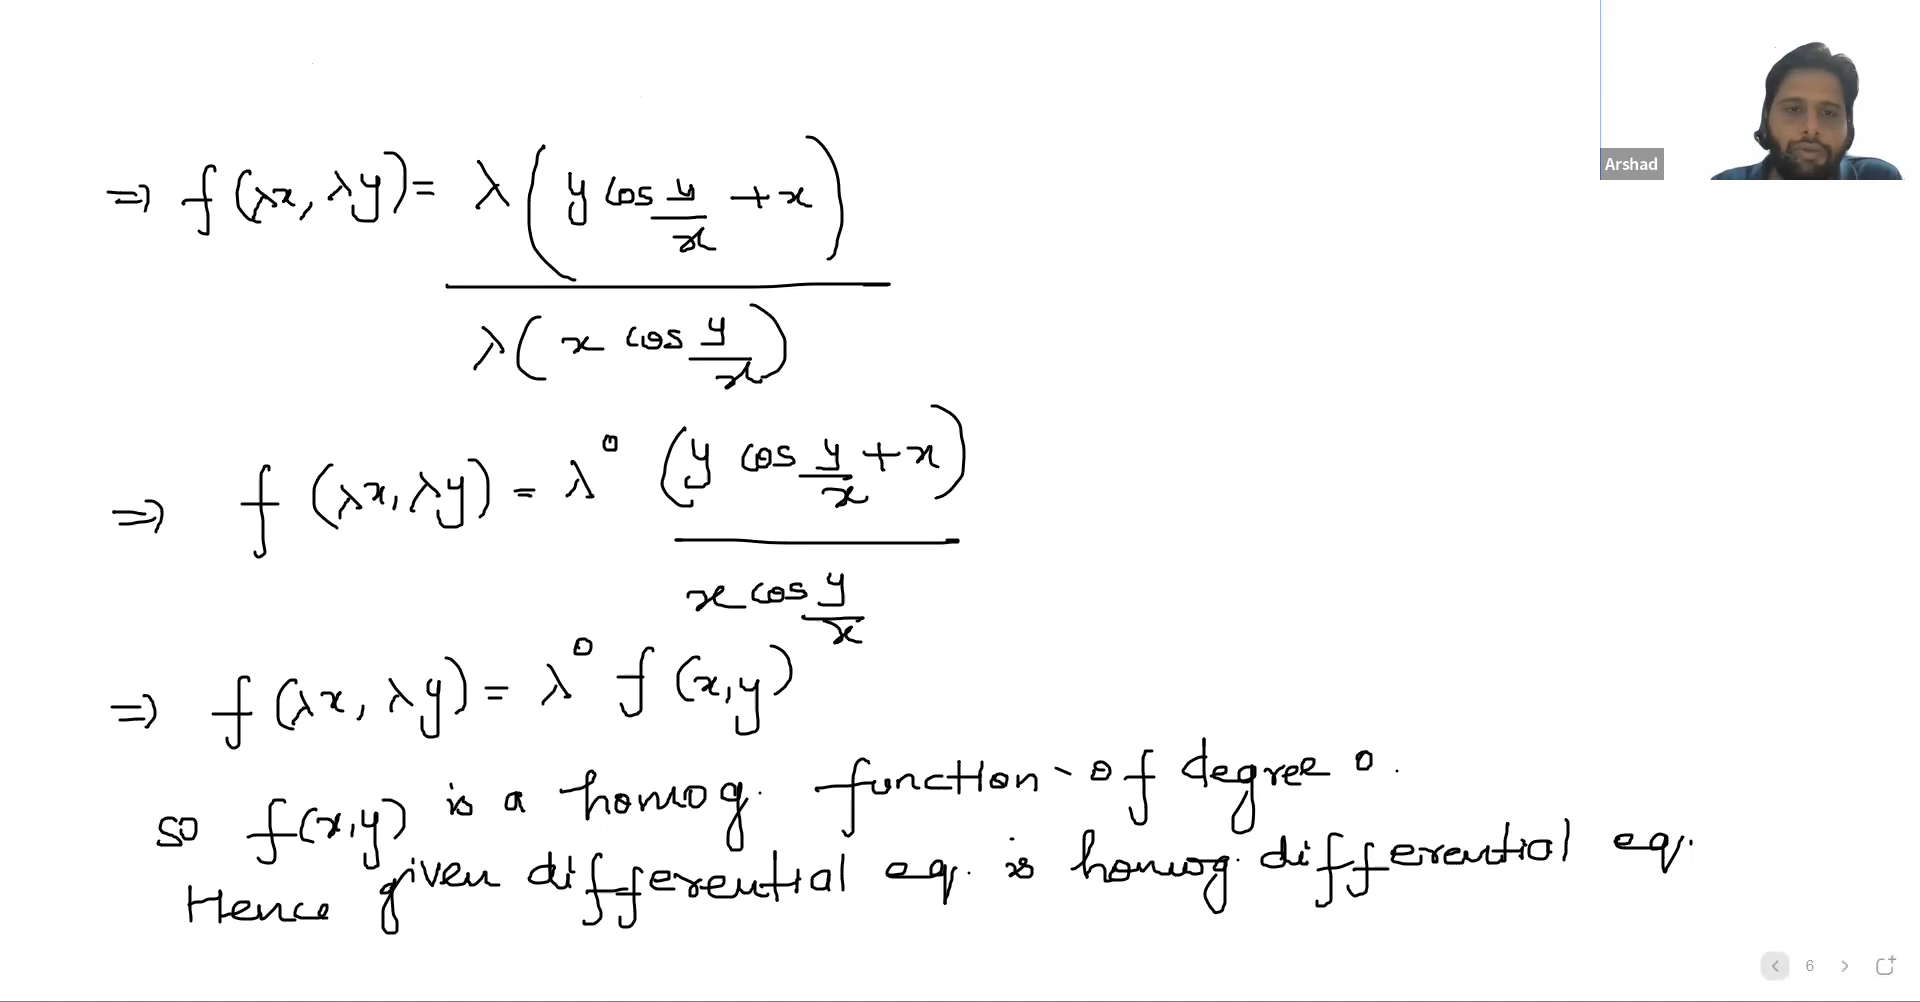 Arshad
⇒ f(λx, λy) = λ(y cos y/x + x) / λ(x cos y/x)
⇒ f(λx, λy) = λ⁰ (y cos y/x + x) / x cos y/x
⇒ f(λx, λy) = λ⁰ f(x,y)
so f(x,y) is a homog. function of degree 0.
Hence given differential eq. is homog. differential eq.
6